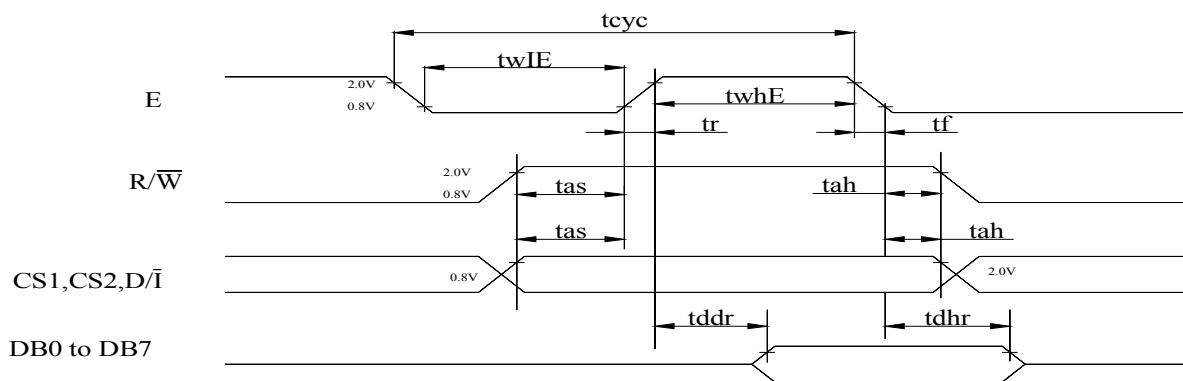 tcyc
twIE
E
2.0V
0.8V
twhE
tr
tf
R/W̅
2.0V
0.8V
tas
tah
tas
tah
CS1,CS2,D/I̅
0.8V
2.0V
tddr
tdhr
DB0 to DB7